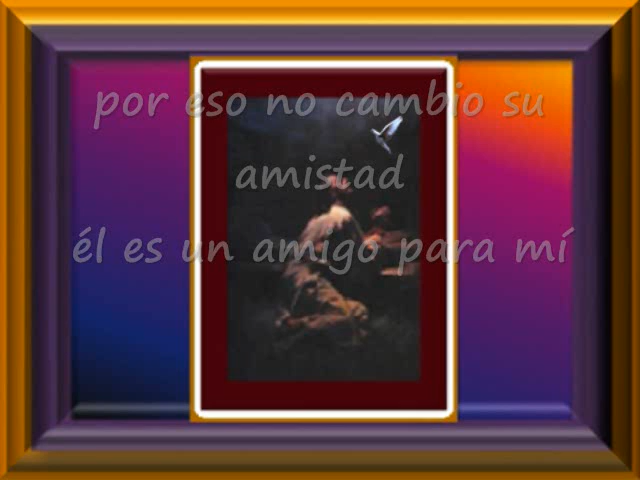 por eso no cambio su
amistad
él es un amigo para mí